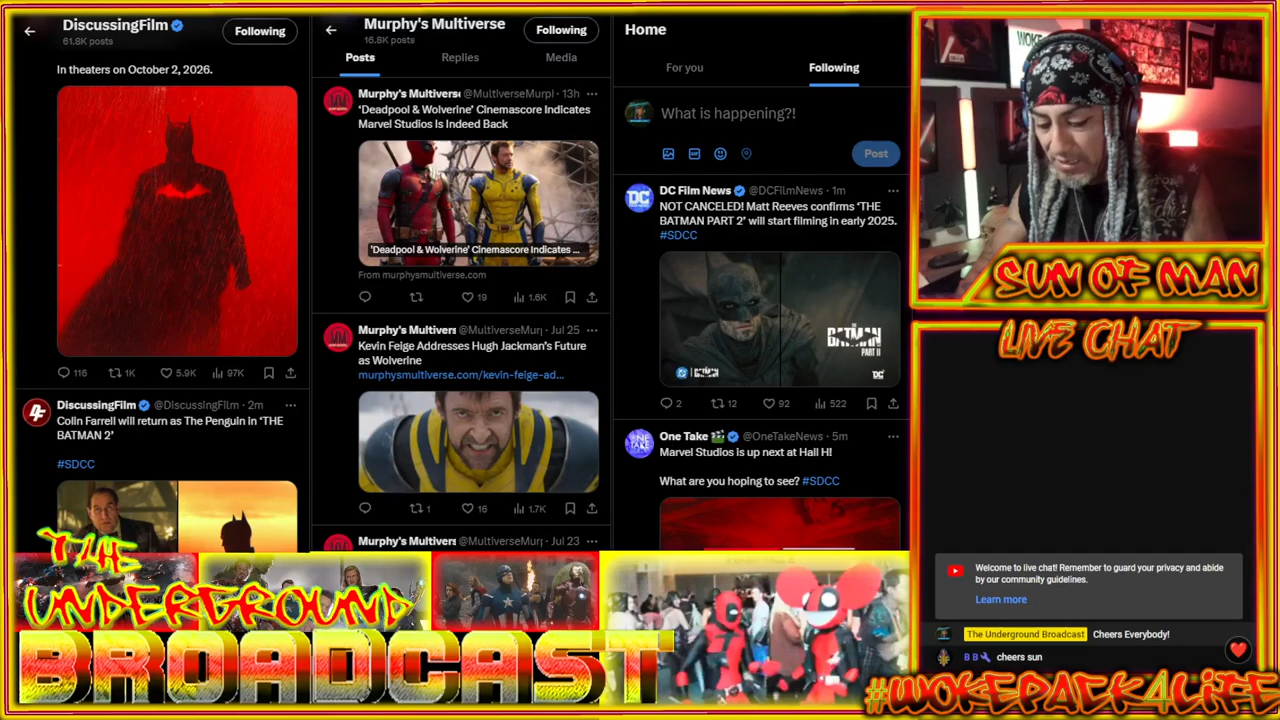 DiscussingFilm
61.8K posts
Following
In theaters on October 2, 2026.
116 1K 5.9K 97K
DiscussingFilm @DiscussingFilm · 2m
Colin Farrell will return as The Penguin in ‘THE
BATMAN 2’
#SDCC
Murphy's Multiverse
16.8K posts
Following
Posts Replies Media
Murphy's Multivers @MultiverseMurpl · 13h
‘Deadpool & Wolverine’ Cinemascore Indicates
Marvel Studios Is Indeed Back
'Deadpool & Wolverine' Cinemascore Indicates ...
From murphysmultiverse.com
19 1.6K
Murphy's Multivers @MultiverseMur · Jul 25
Kevin Feige Addresses Hugh Jackman's Future
as Wolverine
murphysmultiverse.com/kevin-feige-ad...
1 16 1.7K
Murphy's Multivers @MultiverseMur · Jul 23
Home
For you Following
What is happening?!
Post
DC Film News @DCFilmNews · 1m
NOT CANCELED! Matt Reeves confirms ‘THE
BATMAN PART 2’ will start filming in early 2025.
#SDCC
THE
BATMAN
PART II
DC
2 12 92 522
One Take @OneTakeNews · 5m
Marvel Studios is up next at Hall H!
What are you hoping to see? #SDCC
SUN OF MAN
LIVE CHAT
Welcome to live chat! Remember to guard your privacy and abide
by our community guidelines.
Learn more
The Underground Broadcast Cheers Everybody!
B B cheers sun
THE
UNDERGROUND
BROADCAST
#WOKEPACK4LIFE